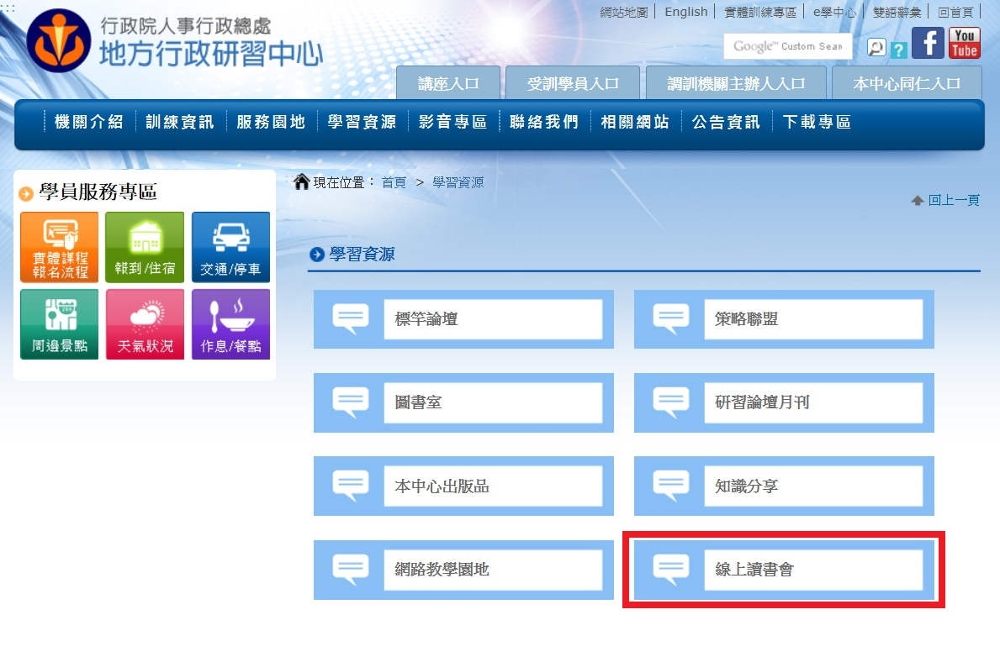 網站地圖 English 實體訓練專區 e學中心 雙語辭彙 回首頁
行政院人事行政總處
地方行政研習中心
Google™ Custom Sear
?
f
You Tube
講座入口 受訓學員入口 調訓機關主辦人入口 本中心同仁入口
機關介紹 訓練資訊 服務園地 學習資源 影音專區 聯絡我們 相關網站 公告資訊 下載專區
學員服務專區
實體課程
報名流程
報到/住宿
交通/停車
周邊景點
天氣狀況
作息/餐點
現在位置： 首頁 > 學習資源
回上一頁
學習資源
標竿論壇
策略聯盟
圖書室
研習論壇月刊
本中心出版品
知識分享
網路教學園地
線上讀書會